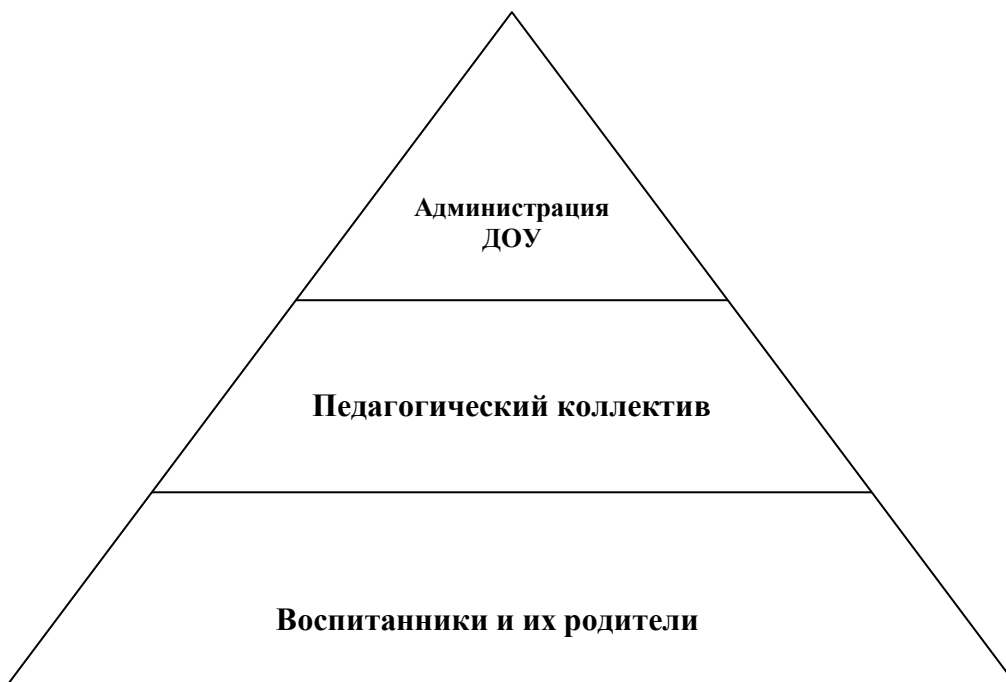 Администрация
ДОУ
Педагогический коллектив
Воспитанники и их родители